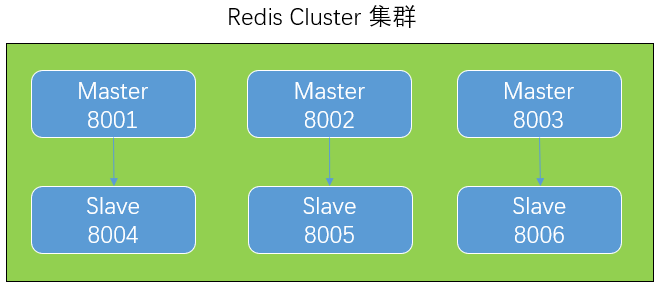 Redis Cluster 集群
Master
8001
Master
8002
Master
8003
Slave
8004
Slave
8005
Slave
8006